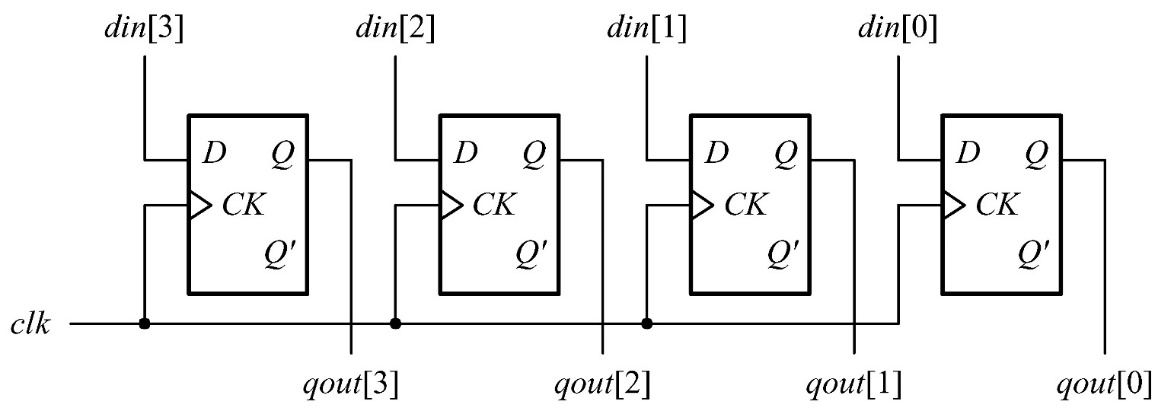 din[3] din[2] din[1] din[0]
D Q D Q D Q D Q
CK CK CK CK
Q′ Q′ Q′ Q′
clk
qout[3] qout[2] qout[1] qout[0]